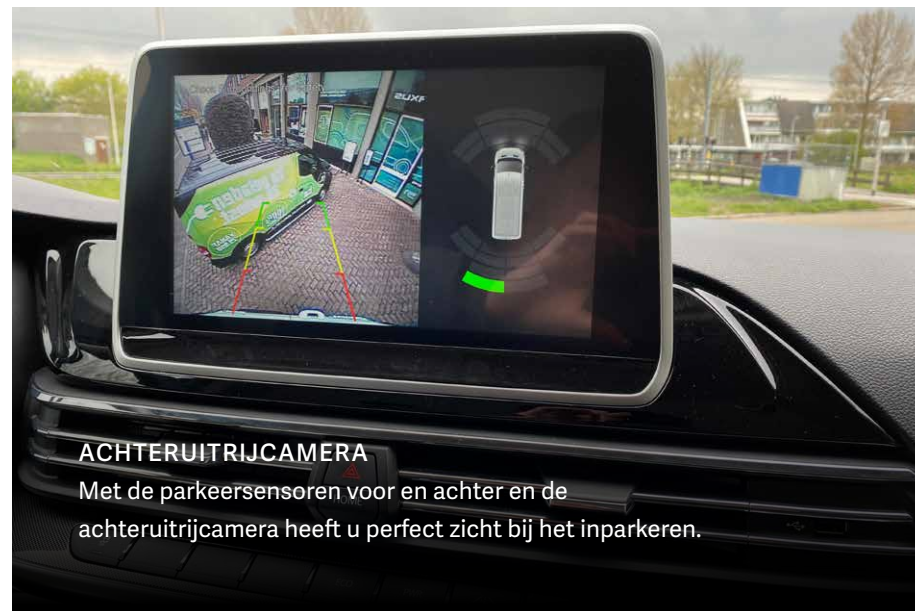 ACHTERUITRIJCAMERA
Met de parkeersensoren voor en achter en de
achteruitrijcamera heeft u perfect zicht bij het inparkeren.